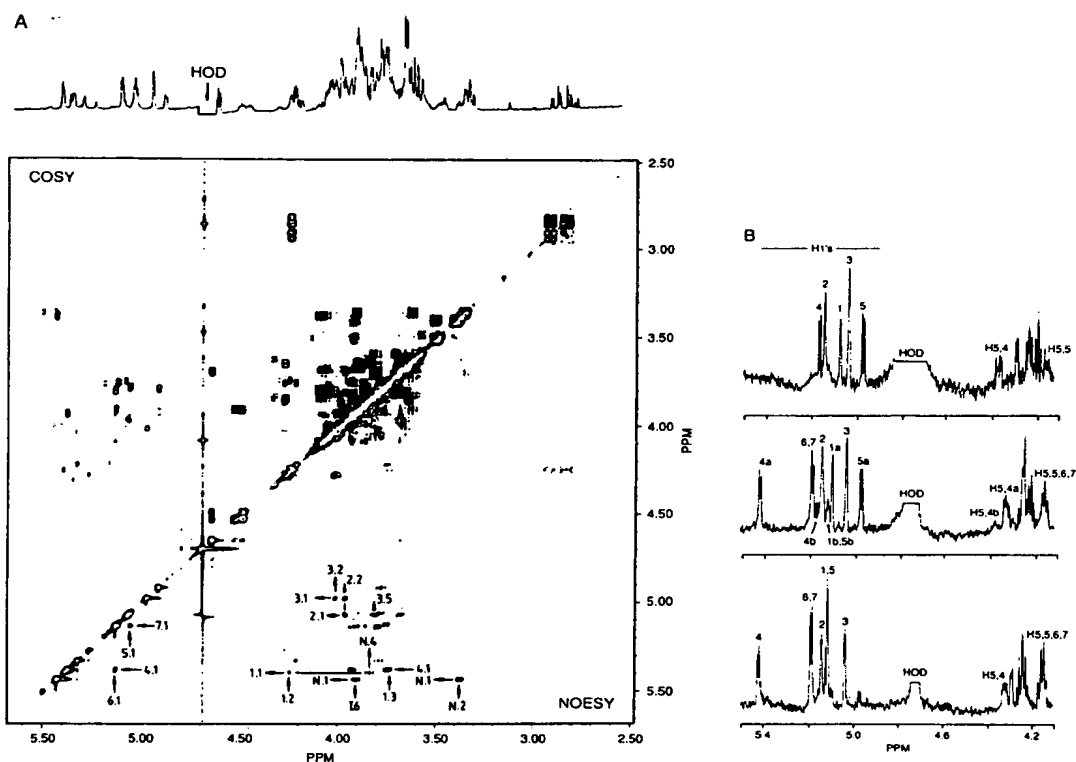 A
HOD
COSY
2.50
3.00
3.50
4.00
4.50
5.00
5.50
PPM
3.2
2.2
3.1
3.5
2.1
7.1
5.1
N.4
4.1
6.1
1.1
4.1
N.1
N.1
1.2
1.6
1.3
N.2
NOESY
5.50
5.00
4.50
4.00
3.50
3.00
2.50
PPM
B
H1's
4
2
1
3
5
HOD
H5,4
H5,5
4a
6,7
2
1a
3
5a
HOD
H5,4a
H5,5,6,7
H5,4b
4b
1b,5b
4
6,7
2
1,5
3
HOD
H5,4
H5,5,6,7
5.4
5.0
4.6
4.2
PPM